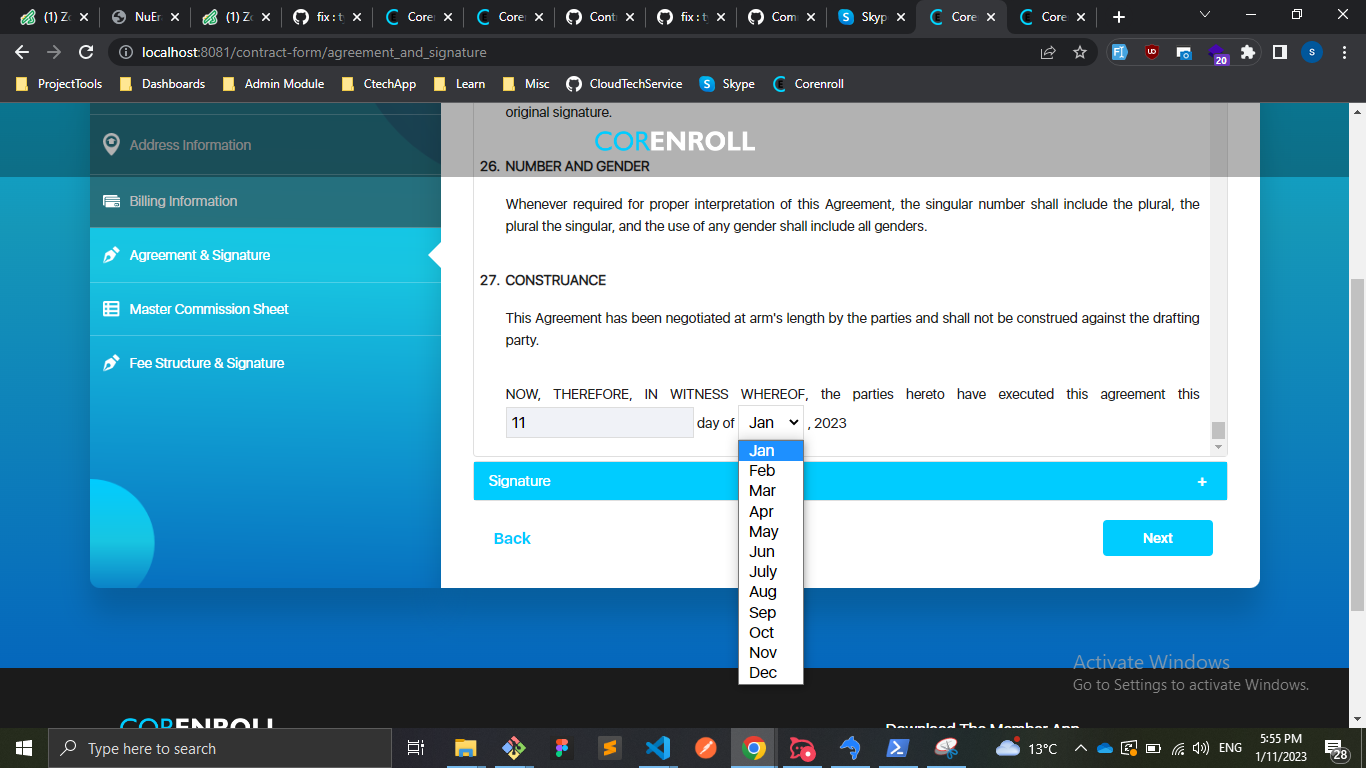 (1) Zo
NuEr
(1) Zo
fix : ty
Coren
Coren
Contr
fix : ty
Com
Skyp
Core
Core
localhost:8081/contract-form/agreement_and_signature
20
S
ProjectTools Dashboards Admin Module CtechApp Learn Misc CloudTechService Skype Corenroll
original signature.
Address Information
CORENROLL
26. NUMBER AND GENDER
Billing Information
Whenever required for proper interpretation of this Agreement, the singular number shall include the plural, the
plural the singular, and the use of any gender shall include all genders.
Agreement & Signature
27. CONSTRUANCE
Master Commission Sheet
This Agreement has been negotiated at arm's length by the parties and shall not be construed against the drafting
party.
Fee Structure & Signature
NOW, THEREFORE, IN WITNESS WHEREOF, the parties hereto have executed this agreement this
11 day of Jan , 2023
Jan
Feb
Mar
Apr
May
Jun
July
Aug
Sep
Oct
Nov
Dec
Signature +
Back
Next
Activate Windows
Go to Settings to activate Windows.
CORENROLL
Download The Member App
Type here to search
13°C
ENG
5:55 PM
1/11/2023
28